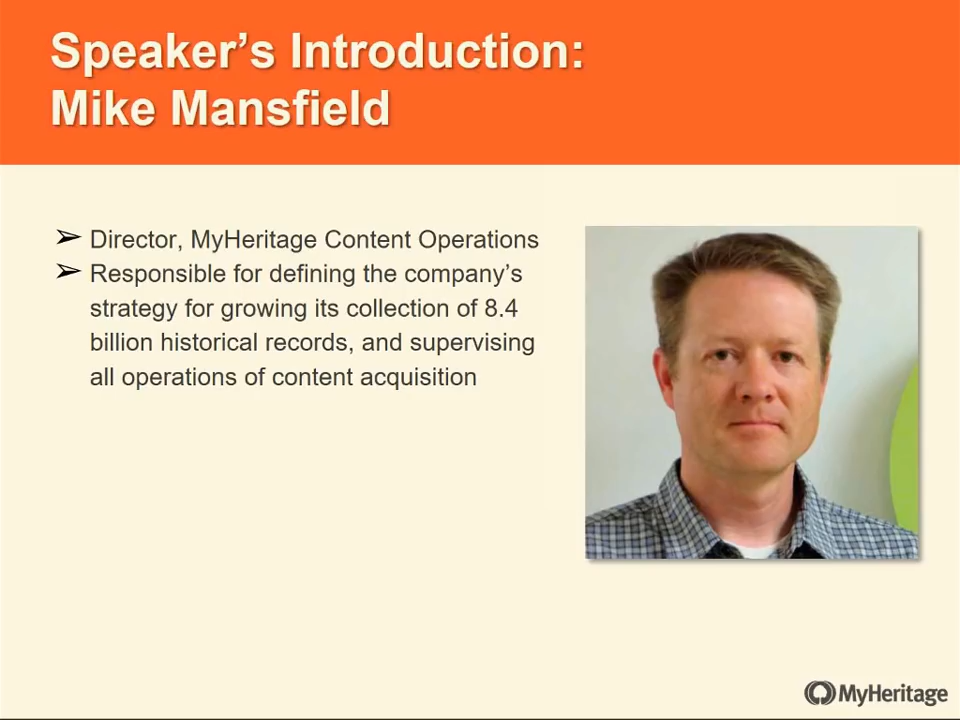 Speaker’s Introduction:
Mike Mansfield
➢ Director, MyHeritage Content Operations
➢ Responsible for defining the company’s
strategy for growing its collection of 8.4
billion historical records, and supervising
all operations of content acquisition
MyHeritage